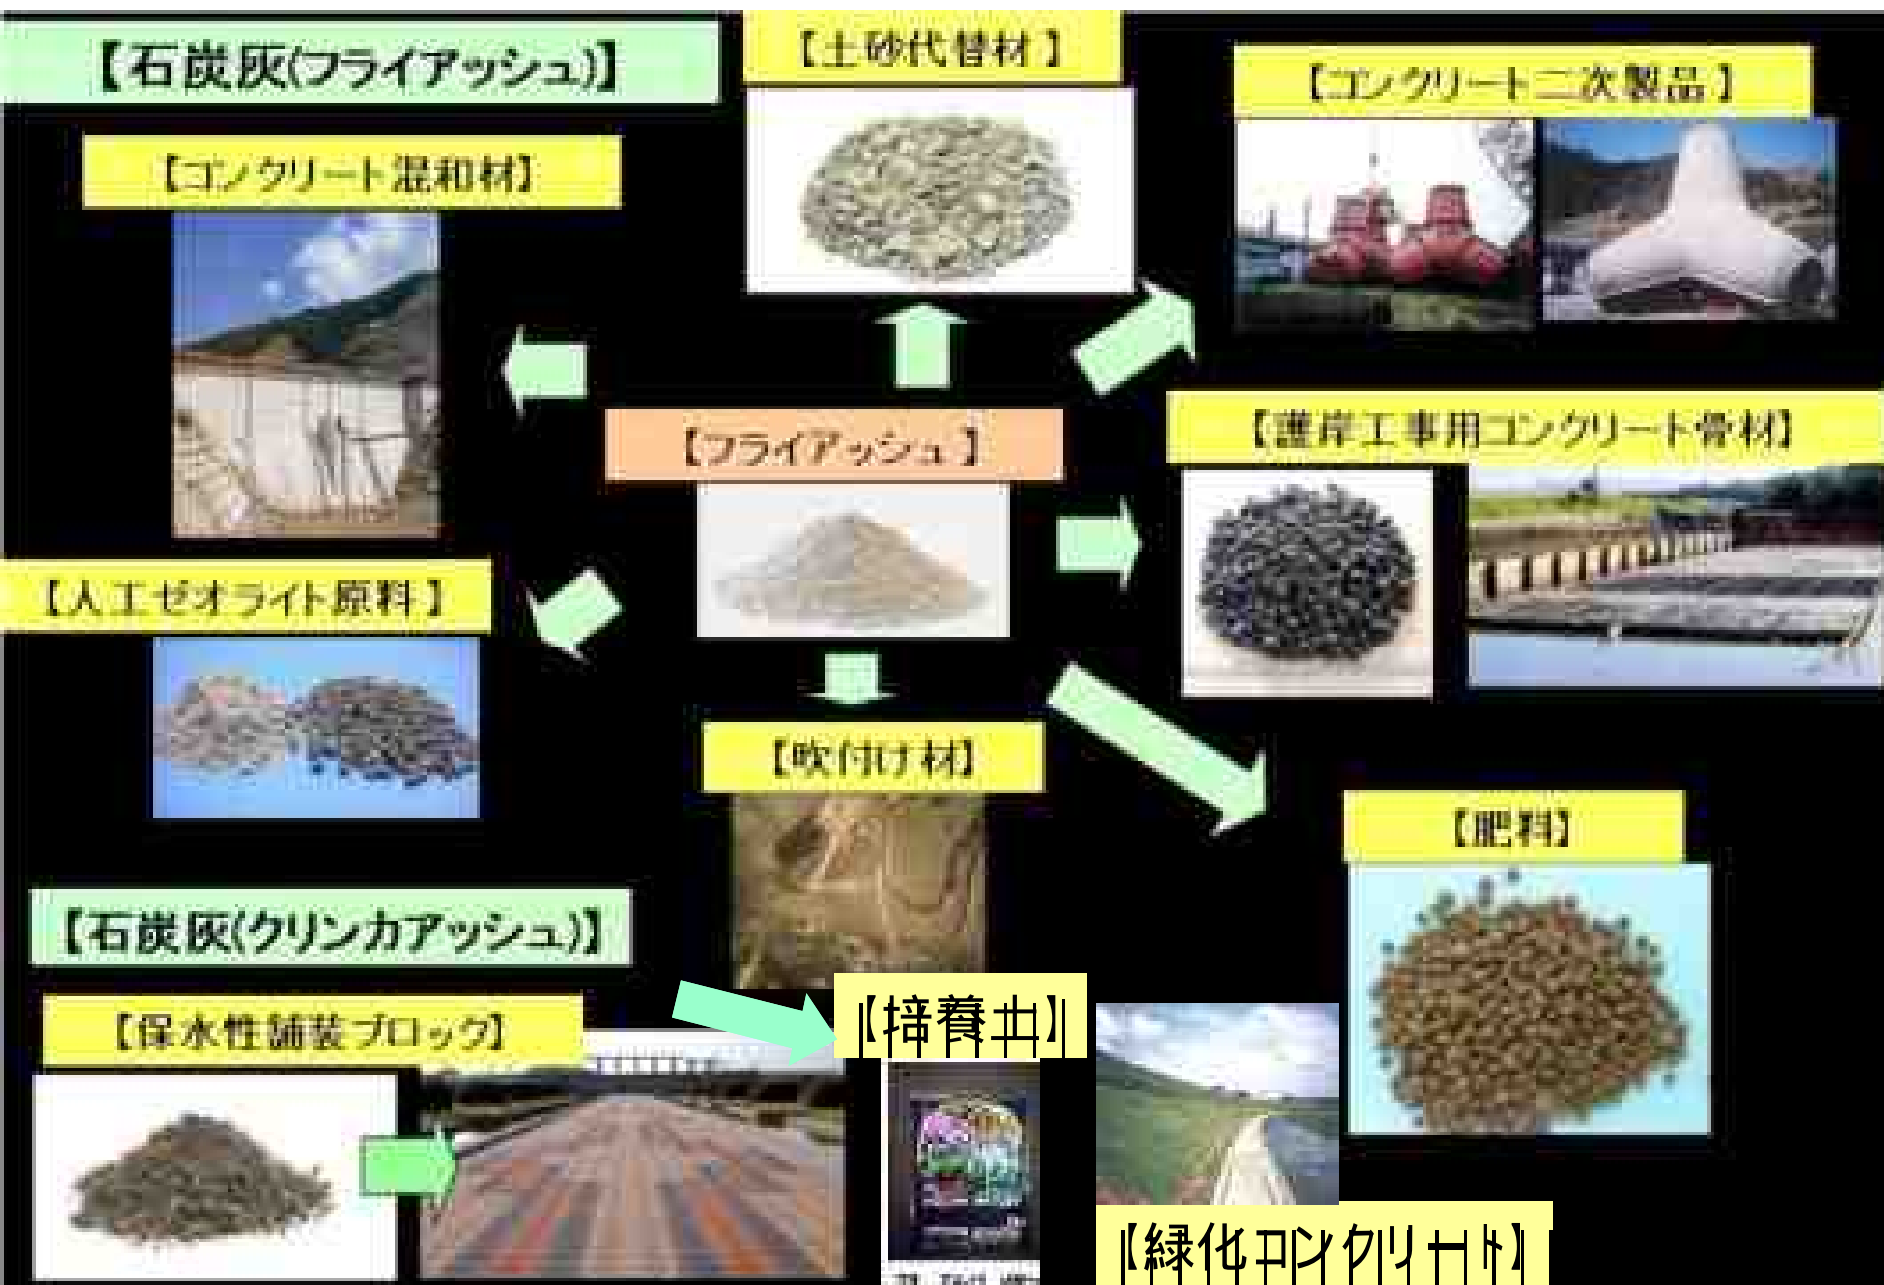 【石炭灰(フライアッシュ)】
【土砂代替材】
【コンクリート二次製品】
【コンクリート混和材】
【フライアッシュ】
【護岸工事用コンクリート骨材】
【人工ゼオライト原料】
【吹付け材】
【肥料】
【石炭灰(クリンカアッシュ)】
【保水性舗装ブロック】
【培養土】
【緑化コンクリート】